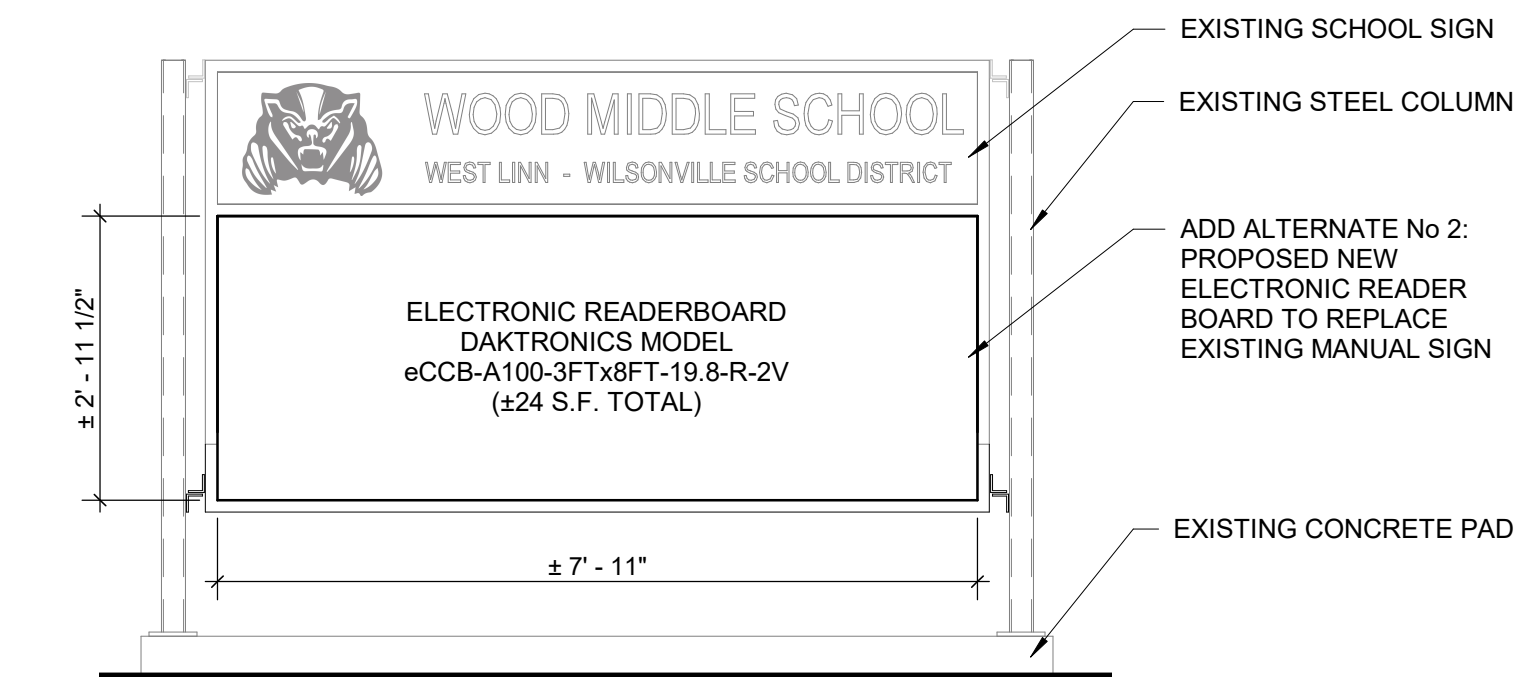 EXISTING SCHOOL SIGN
WOOD MIDDLE SCHOOL
WEST LINN - WILSONVILLE SCHOOL DISTRICT
EXISTING STEEL COLUMN
ADD ALTERNATE No 2:
PROPOSED NEW
ELECTRONIC READER
BOARD TO REPLACE
EXISTING MANUAL SIGN
± 2' - 11 1/2"
ELECTRONIC READERBOARD
DAKTRONICS MODEL
eCCB-A100-3FTx8FT-19.8-R-2V
(±24 S.F. TOTAL)
EXISTING CONCRETE PAD
± 7' - 11"